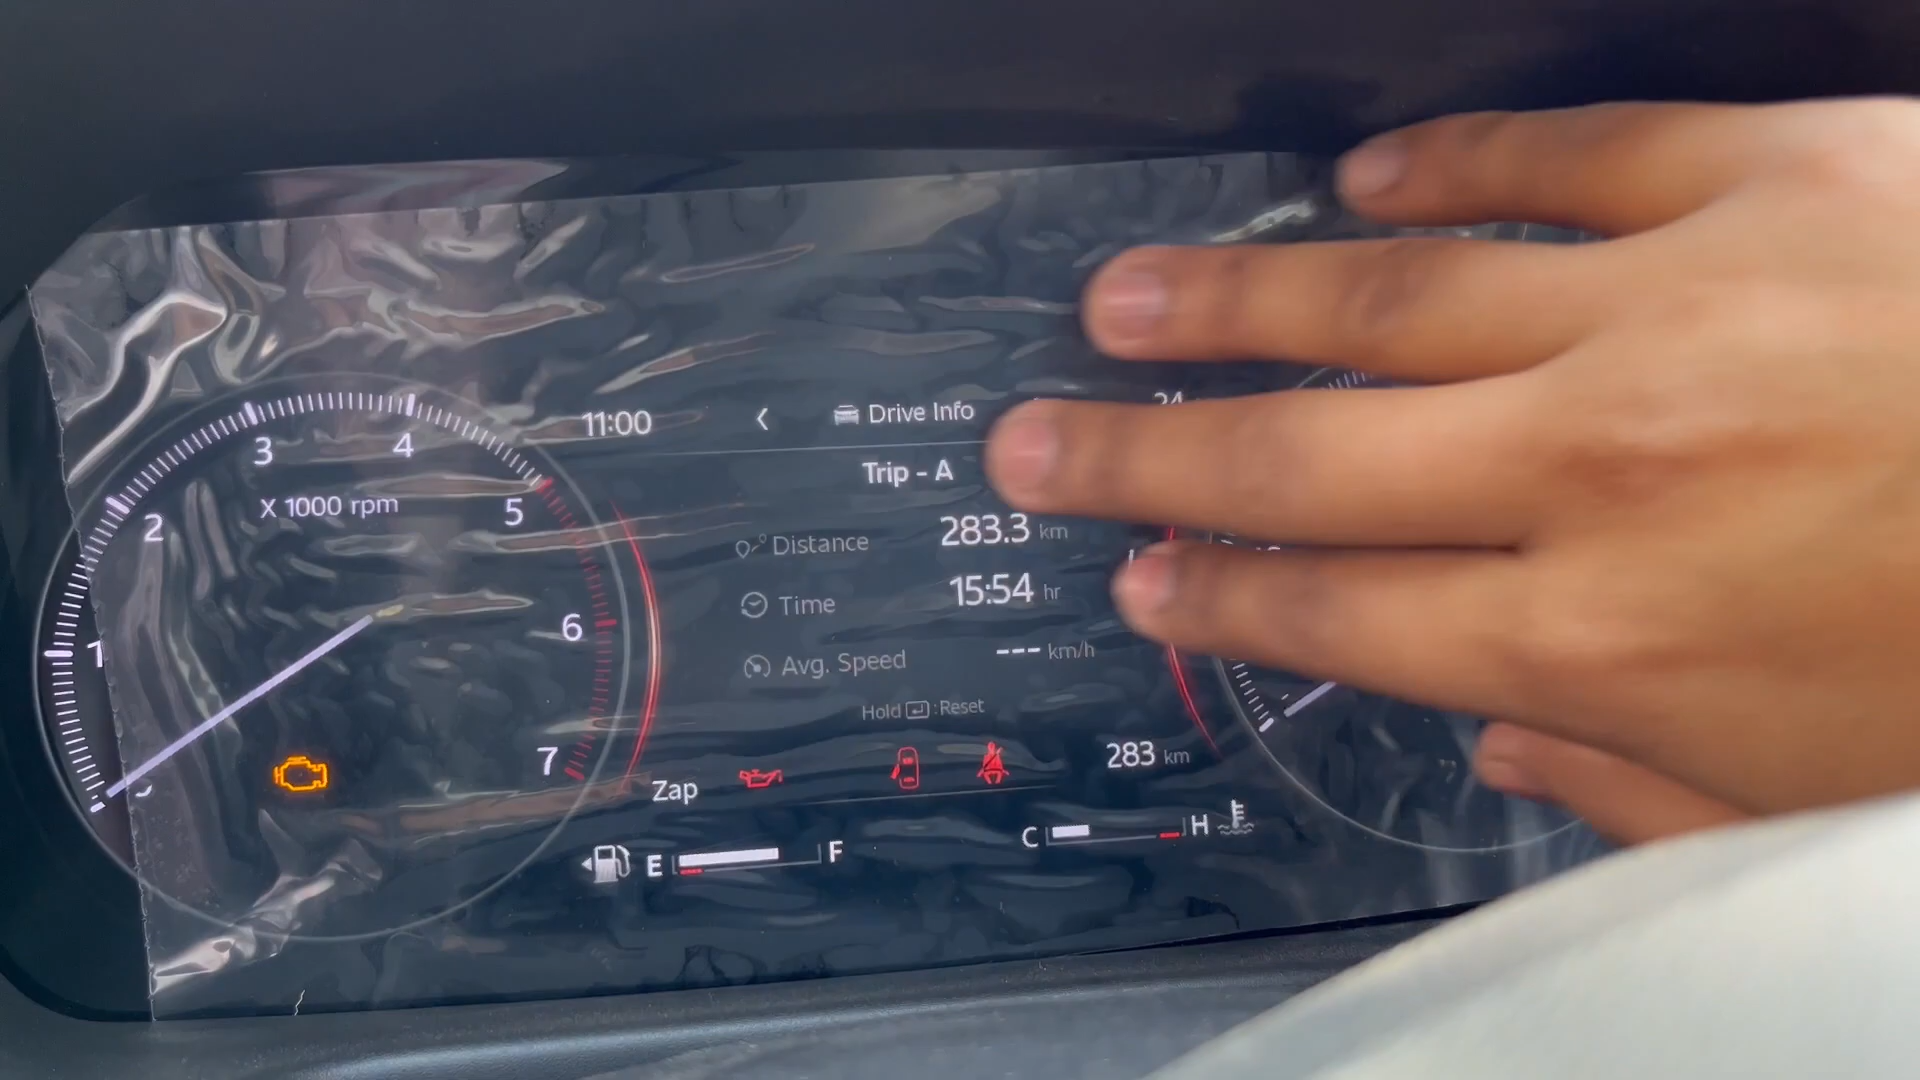 11:00
Drive Info
24
Trip - A
Distance 283.3 km
Time 15:54 hr
Avg. Speed --- km/h
Hold : Reset
1
2
3
4
5
6
7
X 1000 rpm
Zap
283 km
E F
C H